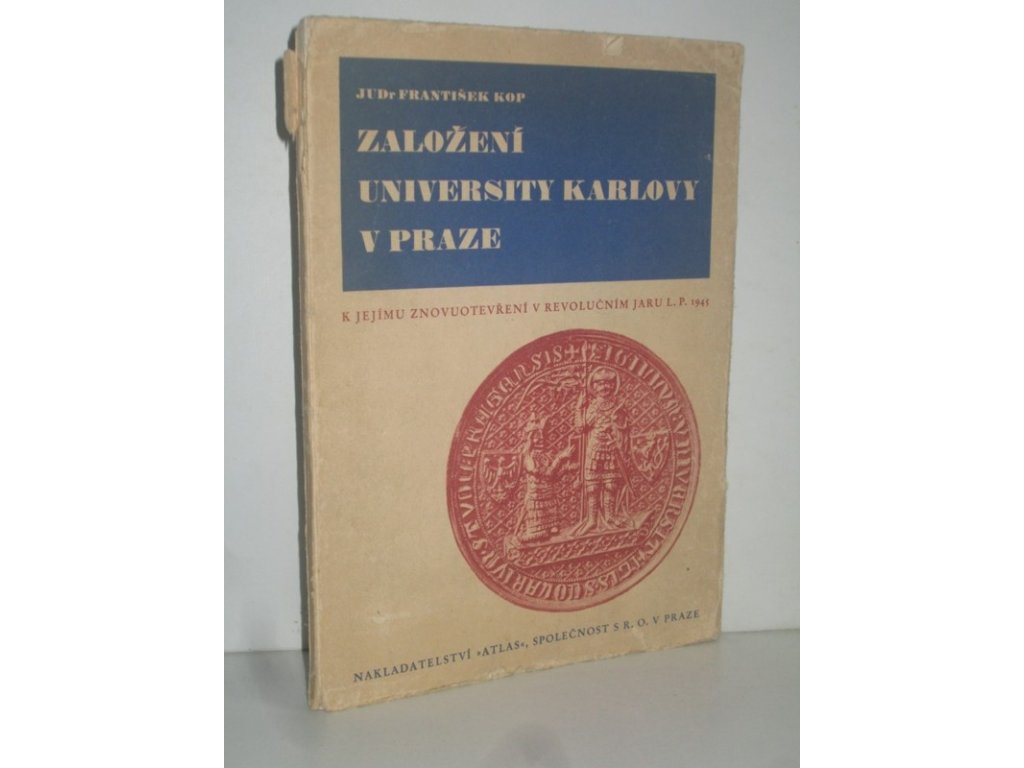 JUDr FRANTIŠEK KOP
ZALOŽENÍ
UNIVERSITY KARLOVY
V PRAZE
K JEJÍMU ZNOVUOTEVŘENÍ V REVOLUČNÍM JARU L. P. 1945
NAKLADATELSTVÍ »ATLAS«, SPOLEČNOST S R. O. V PRAZE